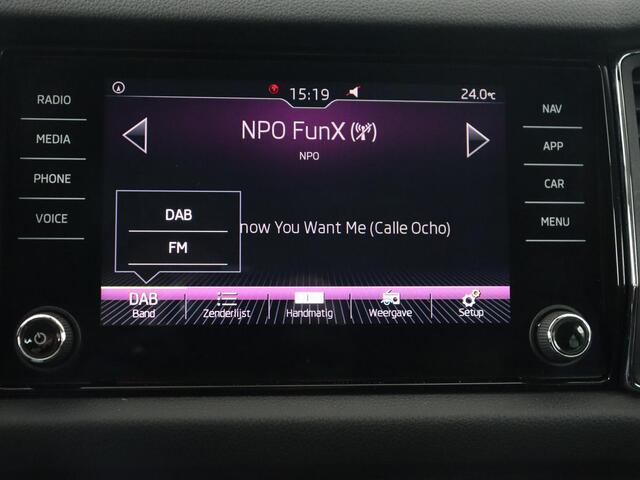 RADIO
MEDIA
PHONE
VOICE
15:19
24.0°C
NPO FunX
NPO
now You Want Me (Calle Ocho)
DAB
FM
DAB
Band
Zenderlijst
Handmatig
Weergave
Setup
NAV
APP
CAR
MENU